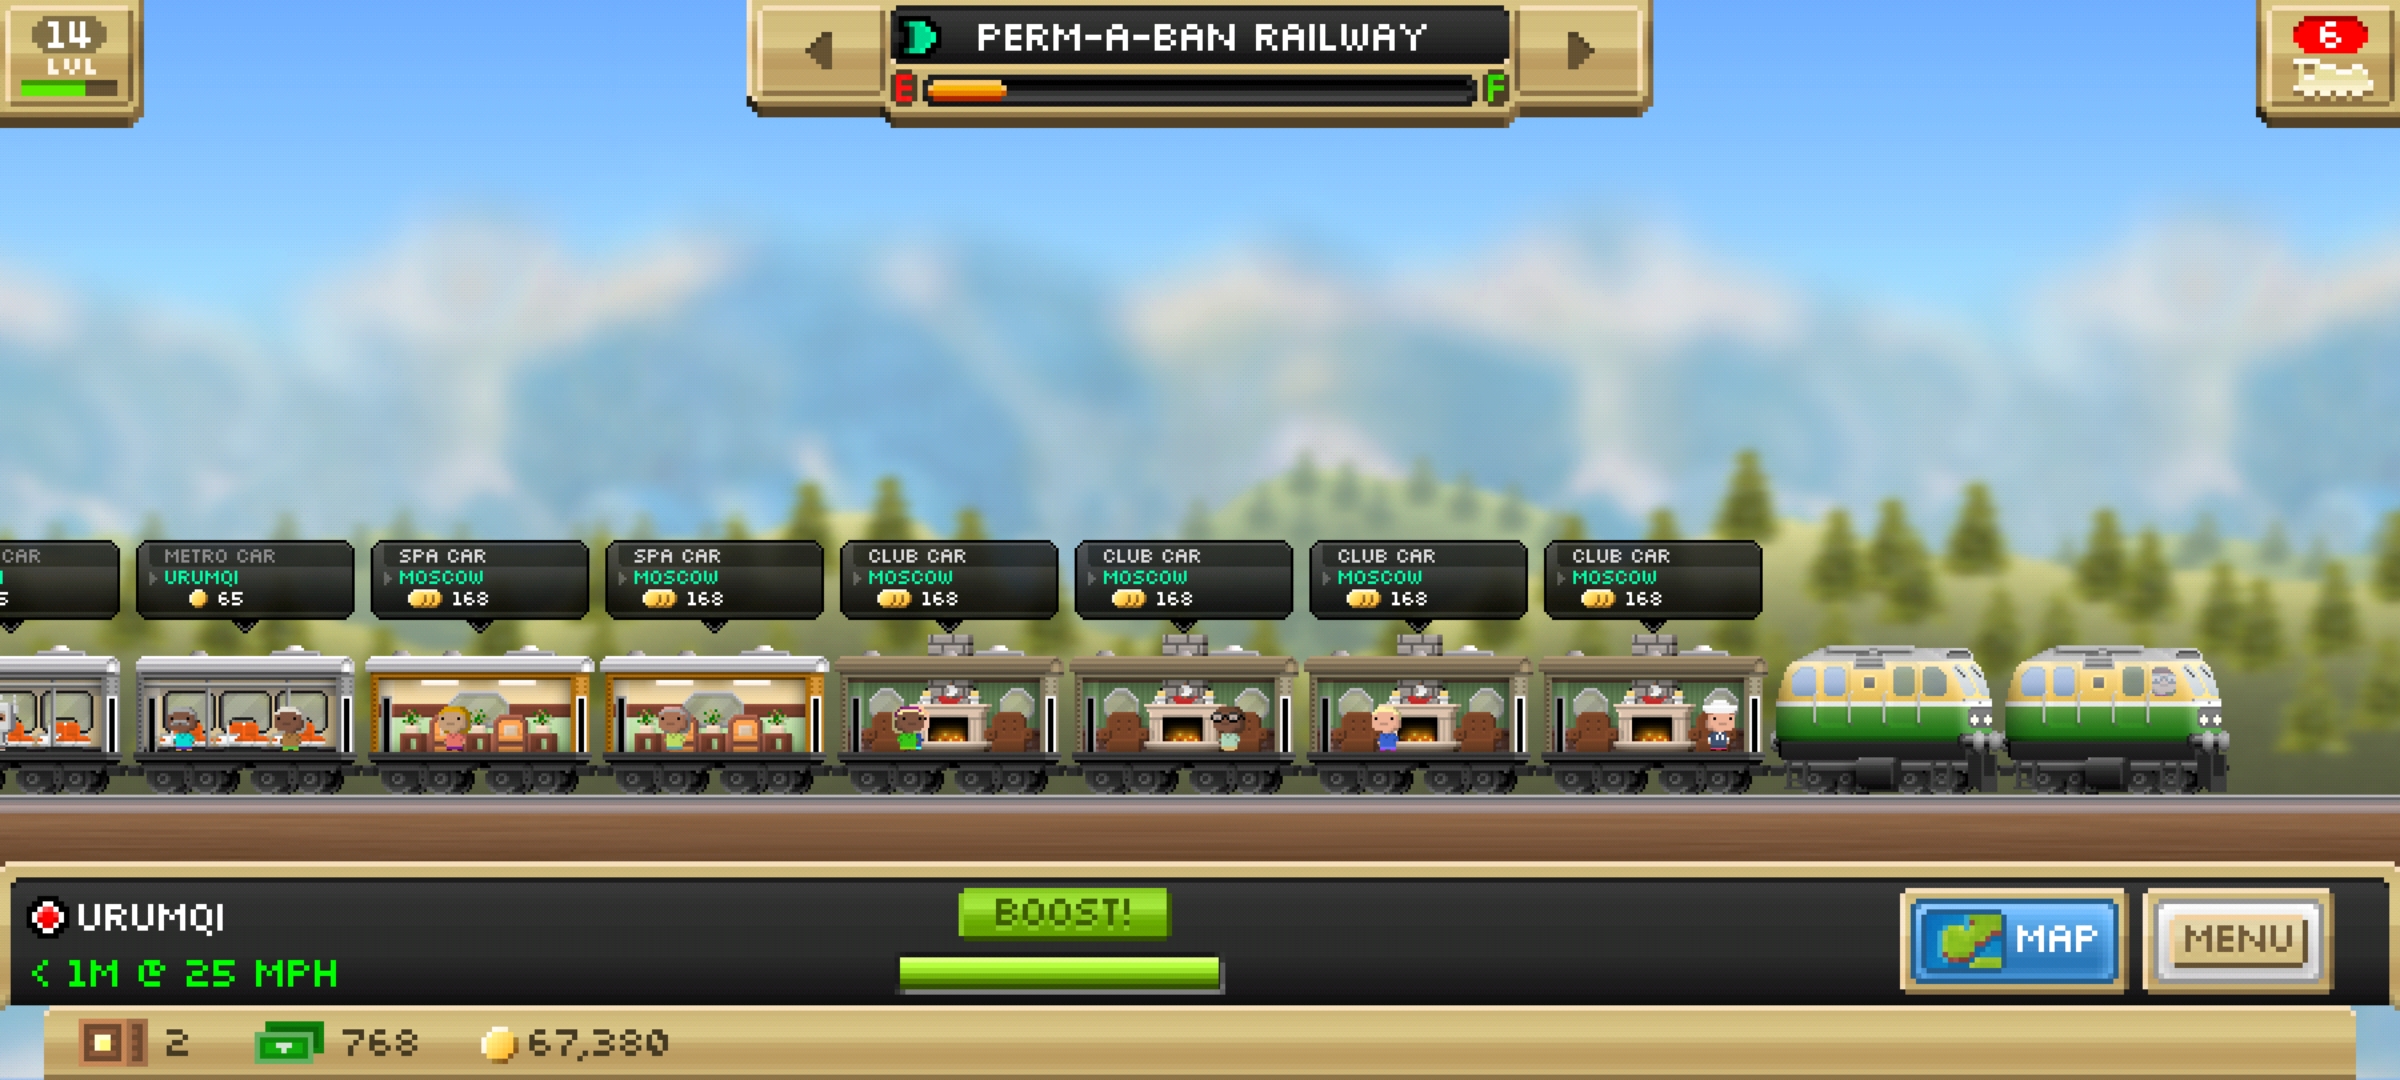 14
LVL
PERM-A-BAN RAILWAY
E
F
6
CAR
METRO CAR
URUMQI
65
SPA CAR
MOSCOW
168
SPA CAR
MOSCOW
168
CLUB CAR
MOSCOW
168
CLUB CAR
MOSCOW
168
CLUB CAR
MOSCOW
168
CLUB CAR
MOSCOW
168
URUMQI
< 1M @ 25 MPH
BOOST!
MAP
MENU
2
768
67,380